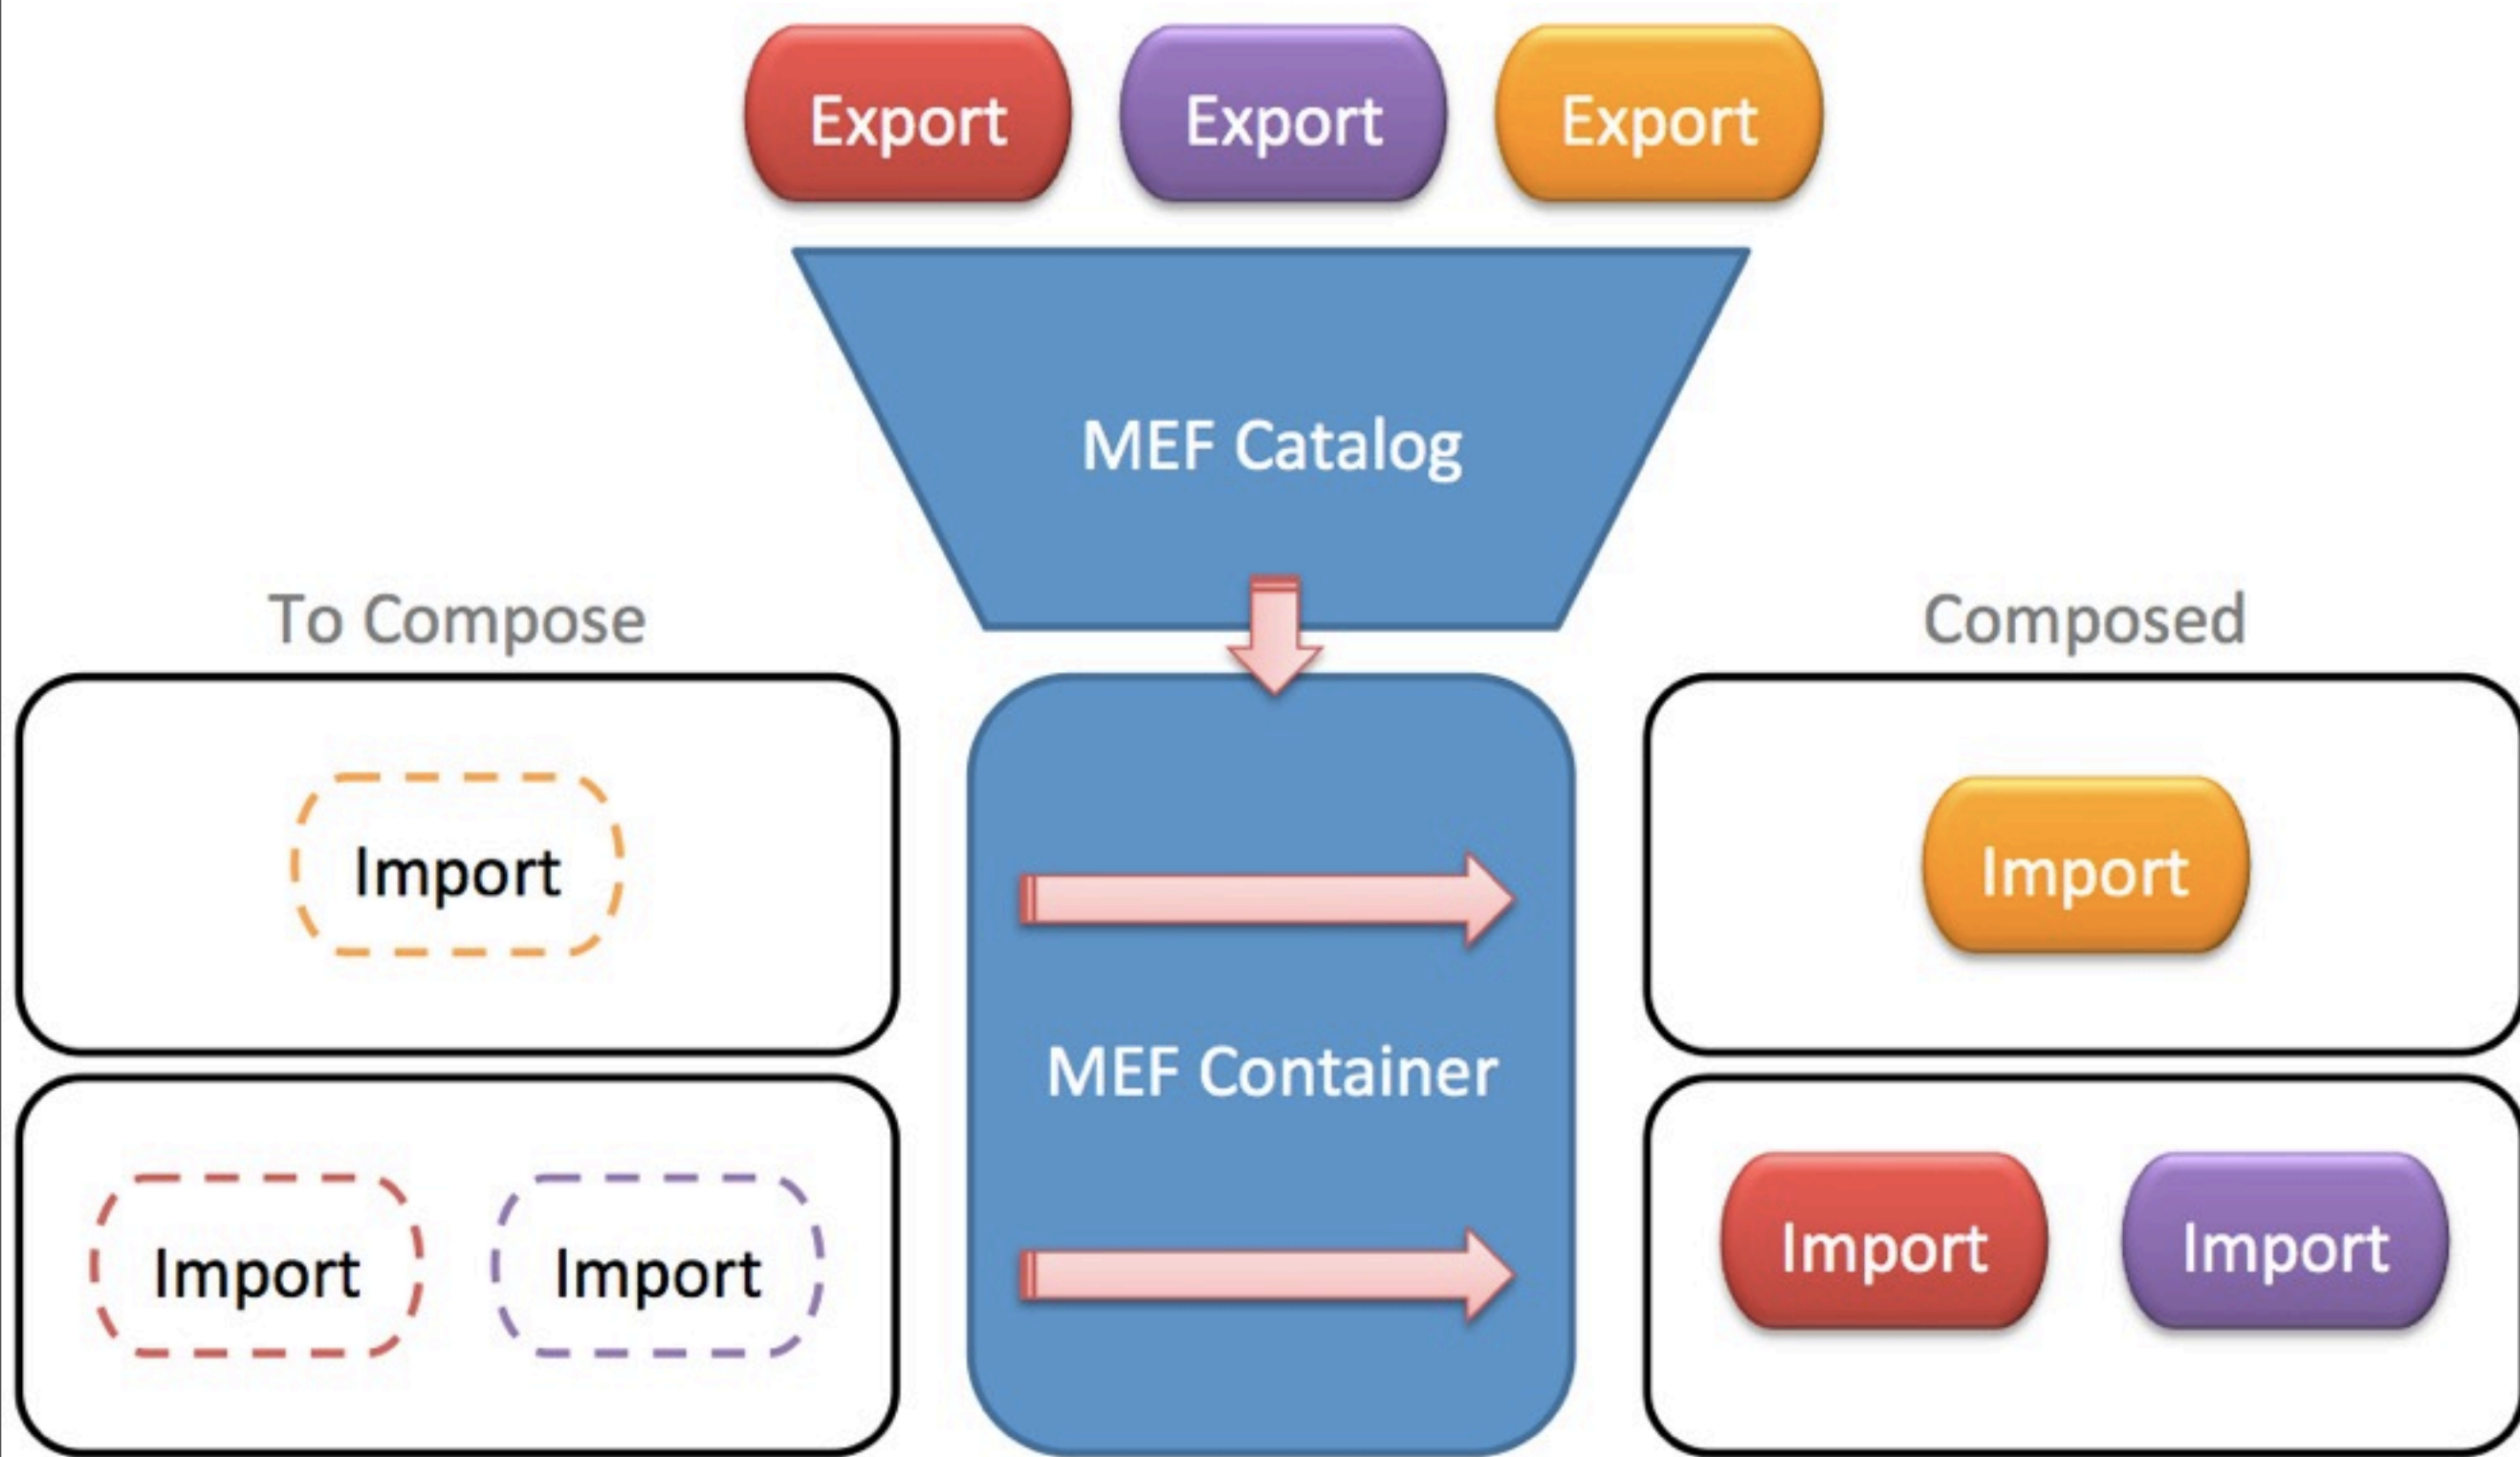 Export
Export
Export
MEF Catalog
To Compose
Composed
Import
Import
MEF Container
Import
Import
Import
Import